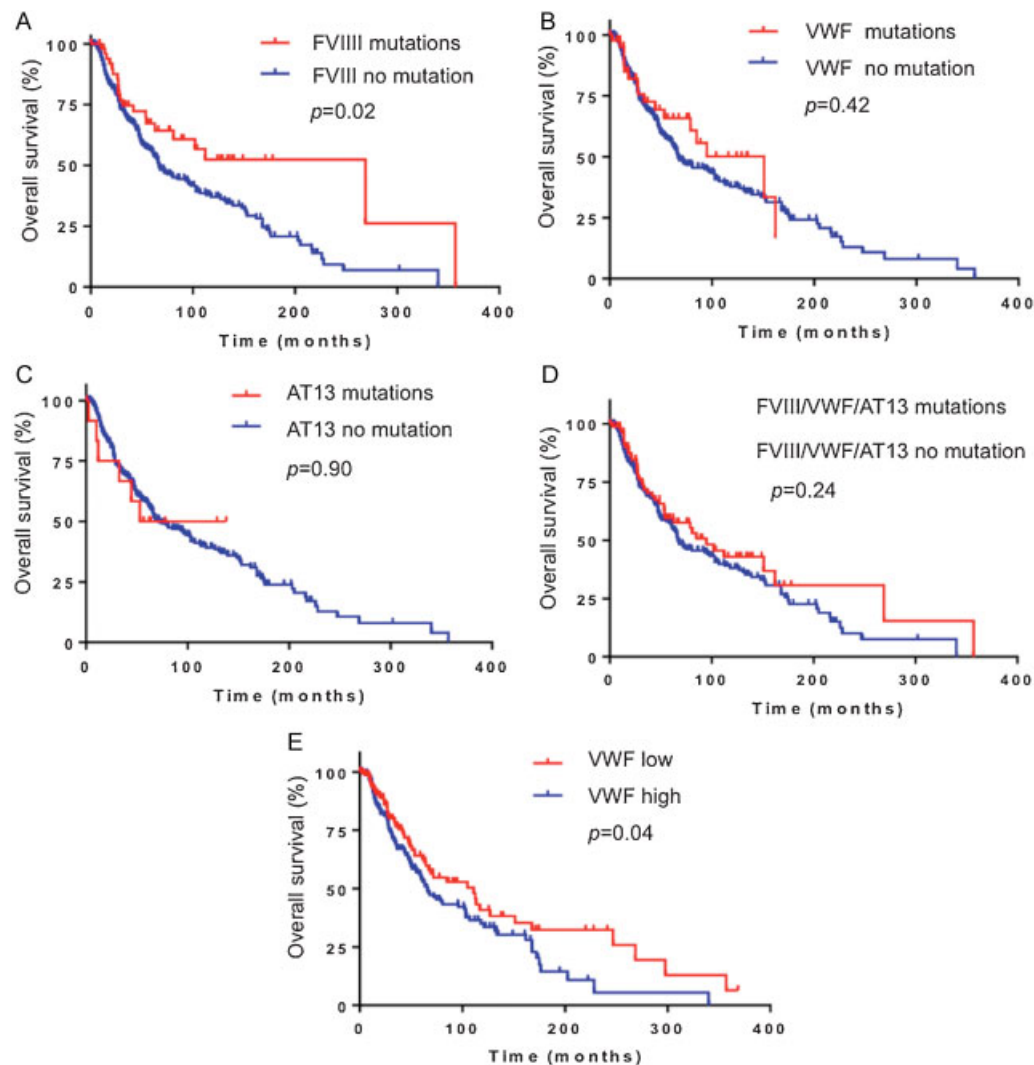 A
Overall survival (%)
100
75
50
25
0
FVIIII mutations
FVIII no mutation
p=0.02
0 100 200 300 400
Time (months)
B
Overall survival (%)
100
75
50
25
0
VWF mutations
VWF no mutation
p=0.42
0 100 200 300 400
Time (months)
C
Overall survival (%)
100
75
50
25
0
AT13 mutations
AT13 no mutation
p=0.90
0 100 200 300 400
Time (months)
D
Overall survival (%)
100
75
50
25
0
FVIII/VWF/AT13 mutations
FVIII/VWF/AT13 no mutation
p=0.24
0 100 200 300 400
Time (months)
E
Overall survival (%)
100
75
50
25
0
VWF low
VWF high
p=0.04
0 100 200 300 400
Time (months)